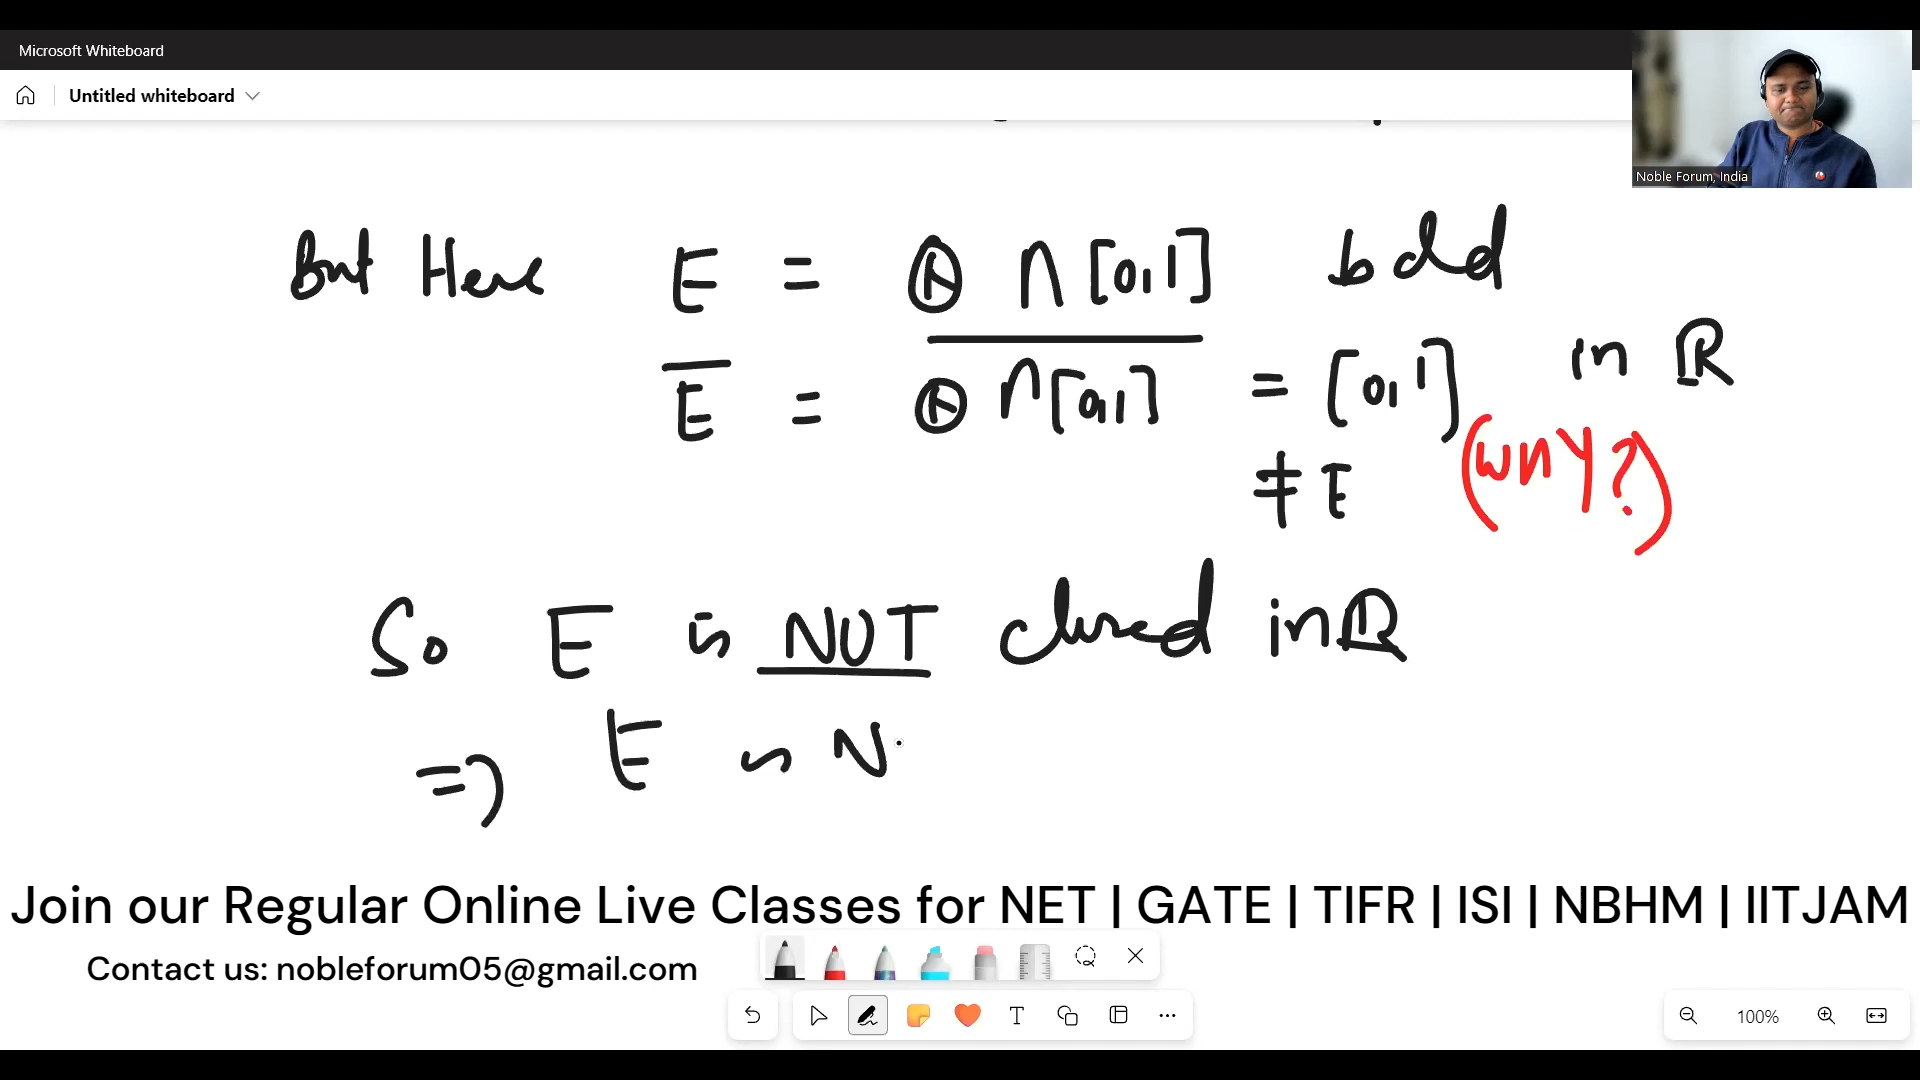 Microsoft Whiteboard
Untitled whiteboard
Noble Forum, India
But Here E = ℚ ∩ [0,1] bdd
E̅ = \overline{ℚ ∩ [0,1]} = [0,1] in ℝ
≠ E (WHY?)
So E is NOT closed in ℝ
=> E is N
Join our Regular Online Live Classes for NET | GATE | TIFR | ISI | NBHM | IITJAM
Contact us: nobleforum05@gmail.com
100%